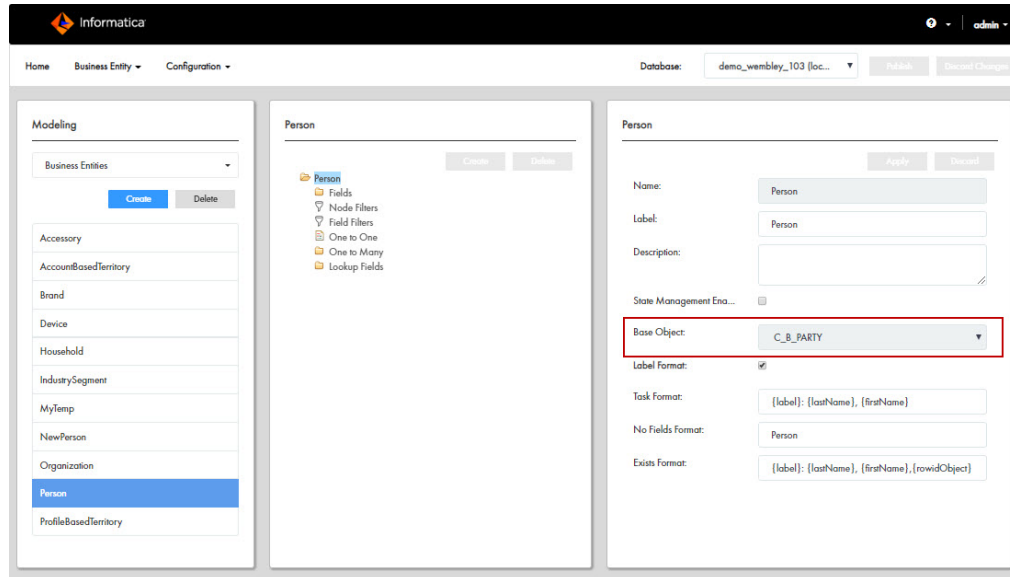 Informatica
admin
Home Business Entity Configuration Database: demo_wembley_103 (loc... Publish Discard Changes
Modeling
Business Entities
Create Delete
Accessory
AccountBasedTerritory
Brand
Device
Household
IndustrySegment
MyTemp
NewPerson
Organization
Person
ProfileBasedTerritory
Person
Create Delete
Person
Fields
Node Filters
Field Filters
One to One
One to Many
Lookup Fields
Person
Apply Discard
Name: Person
Label: Person
Description:
State Management Ena...
Base Object: C_B_PARTY
Label Format:
Task Format: {label}: {lastName}, {firstName}
No Fields Format: Person
Exists Format: {label}: {lastName}, {firstName},{rowidObject}